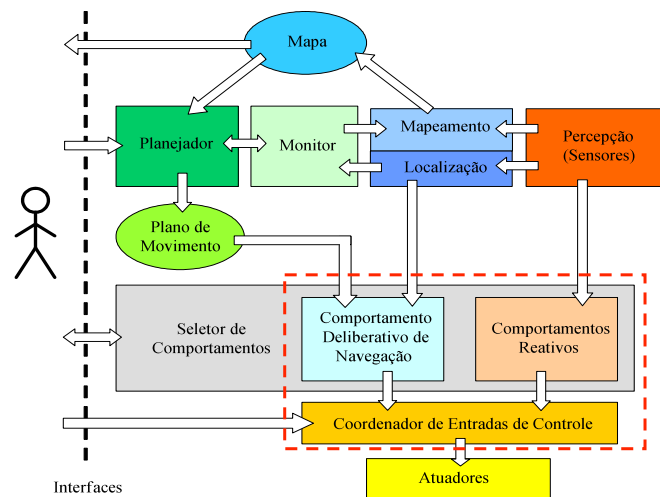 Mapa
Planejador
Monitor
Mapeamento
Localização
Percepção
(Sensores)
Plano de
Movimento
Seletor de
Comportamentos
Comportamento
Deliberativo de
Navegação
Comportamentos
Reativos
Coordenador de Entradas de Controle
Atuadores
Interfaces